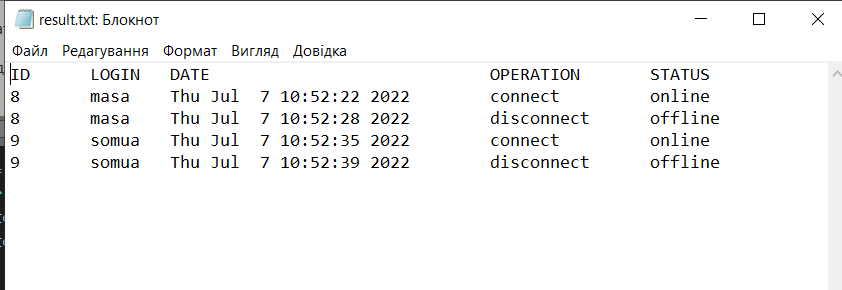 result.txt: Блокнот
Файл Редагування Формат Вигляд Довідка
ID LOGIN DATE OPERATION STATUS
8 masa Thu Jul  7 10:52:22 2022 connect online
8 masa Thu Jul  7 10:52:28 2022 disconnect offline
9 somua Thu Jul  7 10:52:35 2022 connect online
9 somua Thu Jul  7 10:52:39 2022 disconnect offline